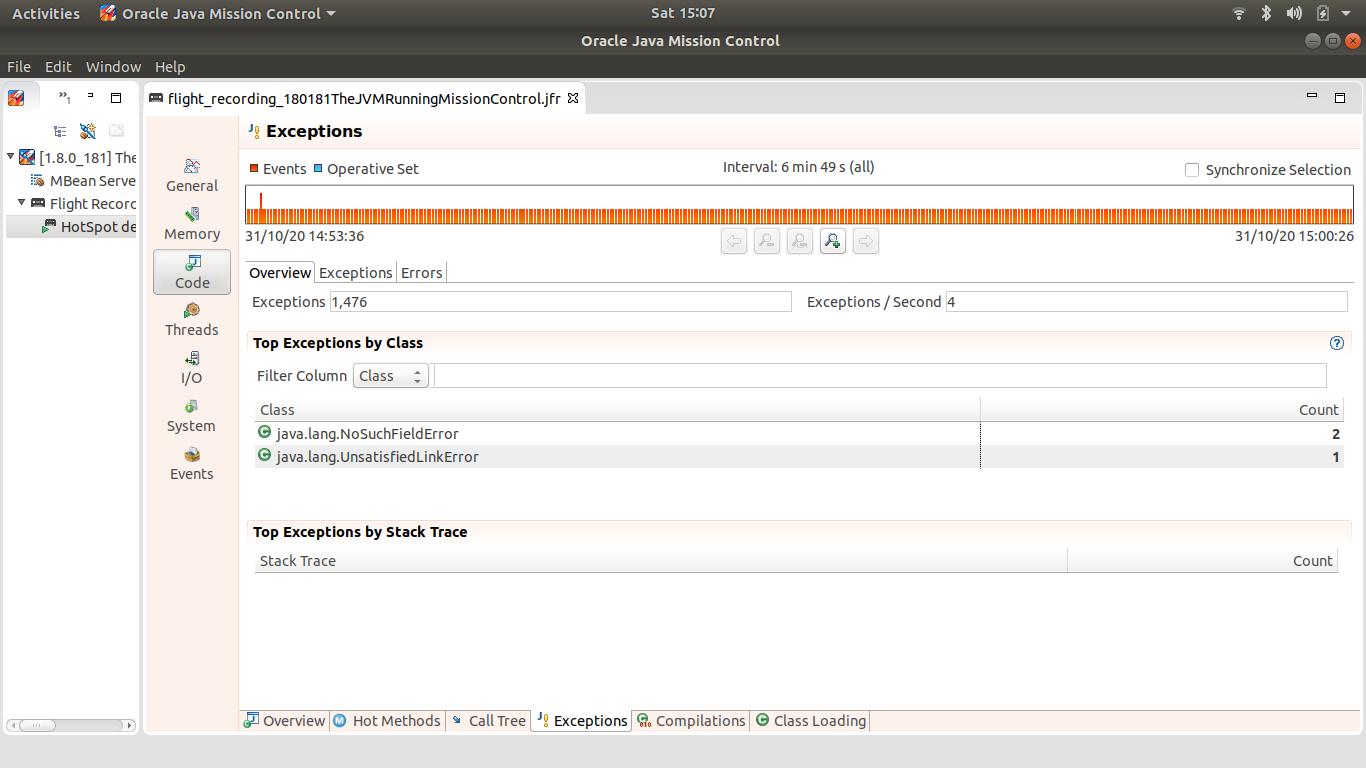 Activities Oracle Java Mission Control Sat 15:07
Oracle Java Mission Control
File Edit Window Help
»1
flight_recording_180181TheJVMRunningMissionControl.jfr
[1.8.0_181] The
MBean Serve
Flight Record
HotSpot de
General
Memory
Code
Threads
I/O
System
Events
Exceptions
Events Operative Set Interval: 6 min 49 s (all) Synchronize Selection
31/10/20 14:53:36 31/10/20 15:00:26
Overview Exceptions Errors
Exceptions 1,476 Exceptions / Second 4
Top Exceptions by Class
Filter Column Class
Class Count
java.lang.NoSuchFieldError 2
java.lang.UnsatisfiedLinkError 1
Top Exceptions by Stack Trace
Stack Trace Count
Overview Hot Methods Call Tree Exceptions Compilations Class Loading